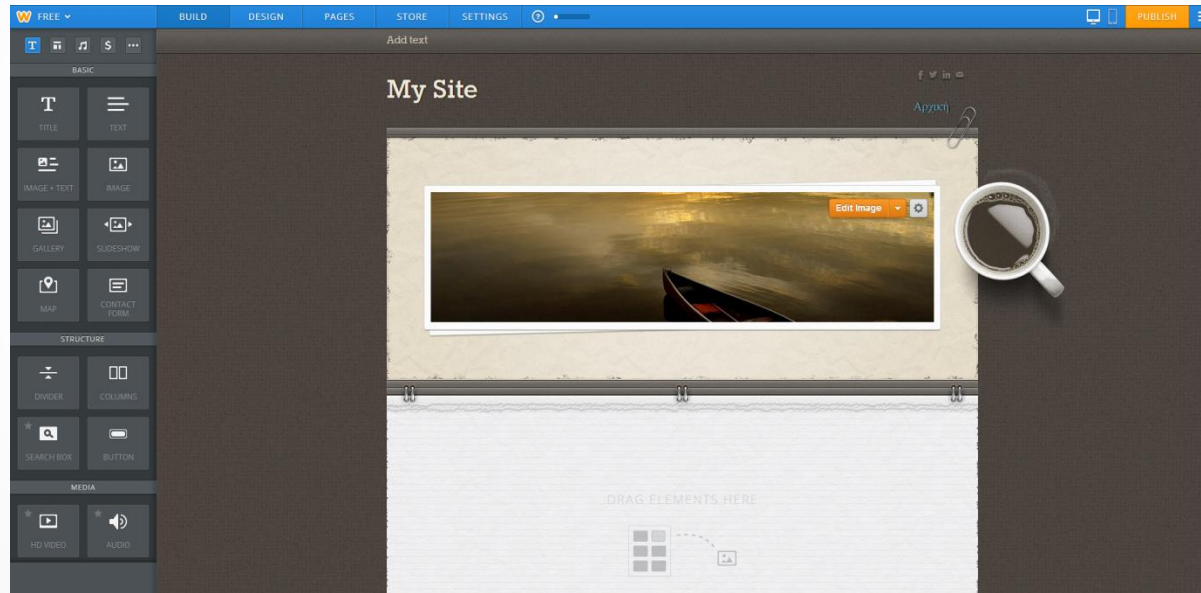 FREE BUILD DESIGN PAGES STORE SETTINGS ? PUBLISH
T $
BASIC
T
TITLE TEXT
IMAGE + TEXT IMAGE
GALLERY SLIDESHOW
MAP CONTACT FORM
STRUCTURE
DIVIDER COLUMNS
SEARCH BOX BUTTON
MEDIA
HD VIDEO AUDIO
Add text
My Site
Αρχική
Edit Image
DRAG ELEMENTS HERE